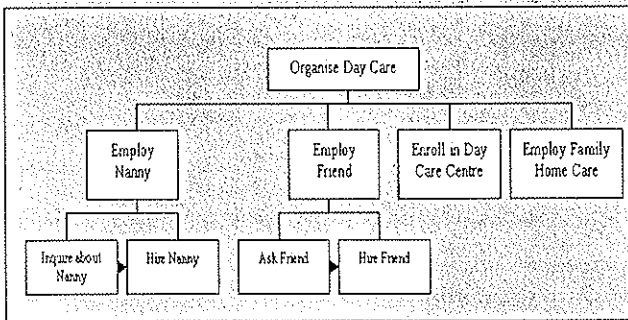 Organise Day Care
Employ
Nanny
Employ
Friend
Enroll in Day
Care Centre
Employ Family
Home Care
Inquire about
Nanny
Hire Nanny
Ask Friend
Hire Friend